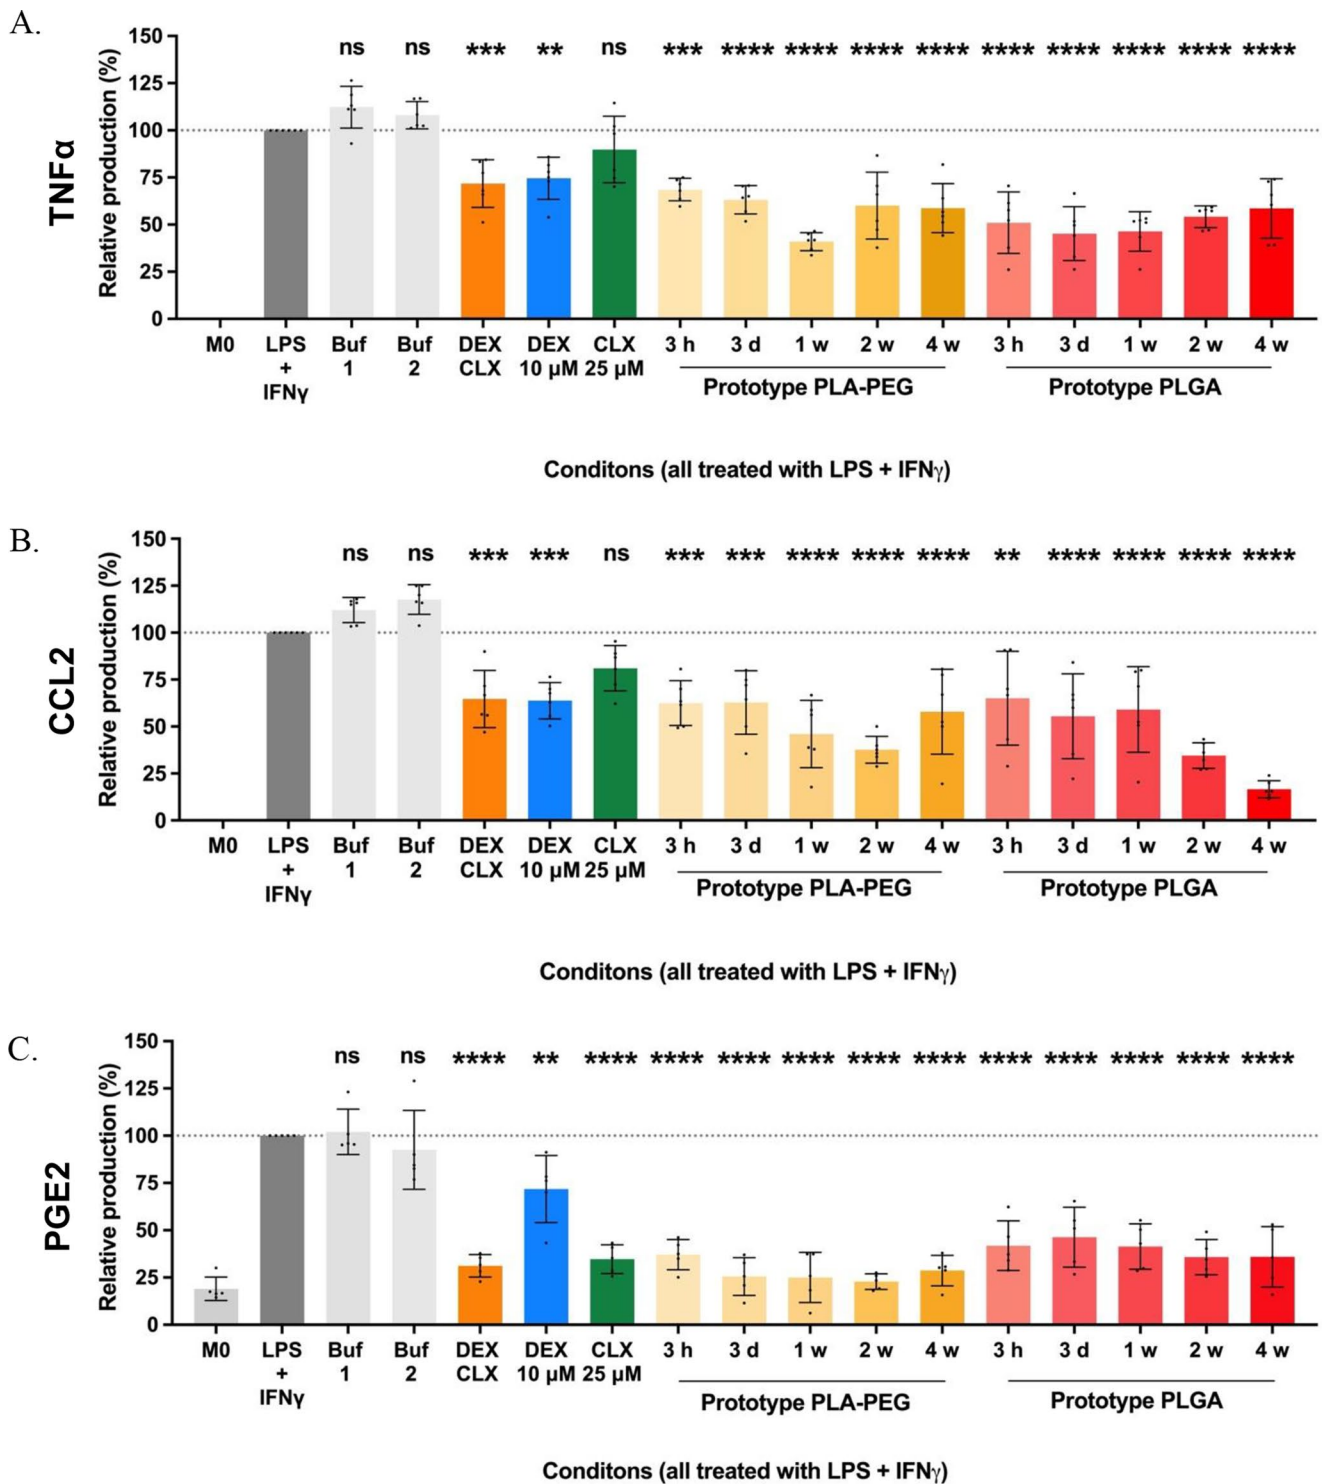 A.
TNFα
Relative production (%)
150
125
100
75
50
25
0
ns ns *** ** ns *** **** **** **** **** **** **** **** **** ****
M0 LPS Buf Buf DEX DEX CLX 3 h 3 d 1 w 2 w 4 w 3 h 3 d 1 w 2 w 4 w
+ 1 2 CLX 10 µM 25 µM
IFNγ
Prototype PLA-PEG Prototype PLGA
Conditons (all treated with LPS + IFNγ)
B.
CCL2
Relative production (%)
150
125
100
75
50
25
0
ns ns *** *** ns *** *** **** **** **** ** **** **** **** ****
M0 LPS Buf Buf DEX DEX CLX 3 h 3 d 1 w 2 w 4 w 3 h 3 d 1 w 2 w 4 w
+ 1 2 CLX 10 µM 25 µM
IFNγ
Prototype PLA-PEG Prototype PLGA
Conditons (all treated with LPS + IFNγ)
C.
PGE2
Relative production (%)
150
125
100
75
50
25
0
ns ns **** ** **** **** **** **** **** **** **** **** **** **** ****
M0 LPS Buf Buf DEX DEX CLX 3 h 3 d 1 w 2 w 4 w 3 h 3 d 1 w 2 w 4 w
+ 1 2 CLX 10 µM 25 µM
IFNγ
Prototype PLA-PEG Prototype PLGA
Conditons (all treated with LPS + IFNγ)